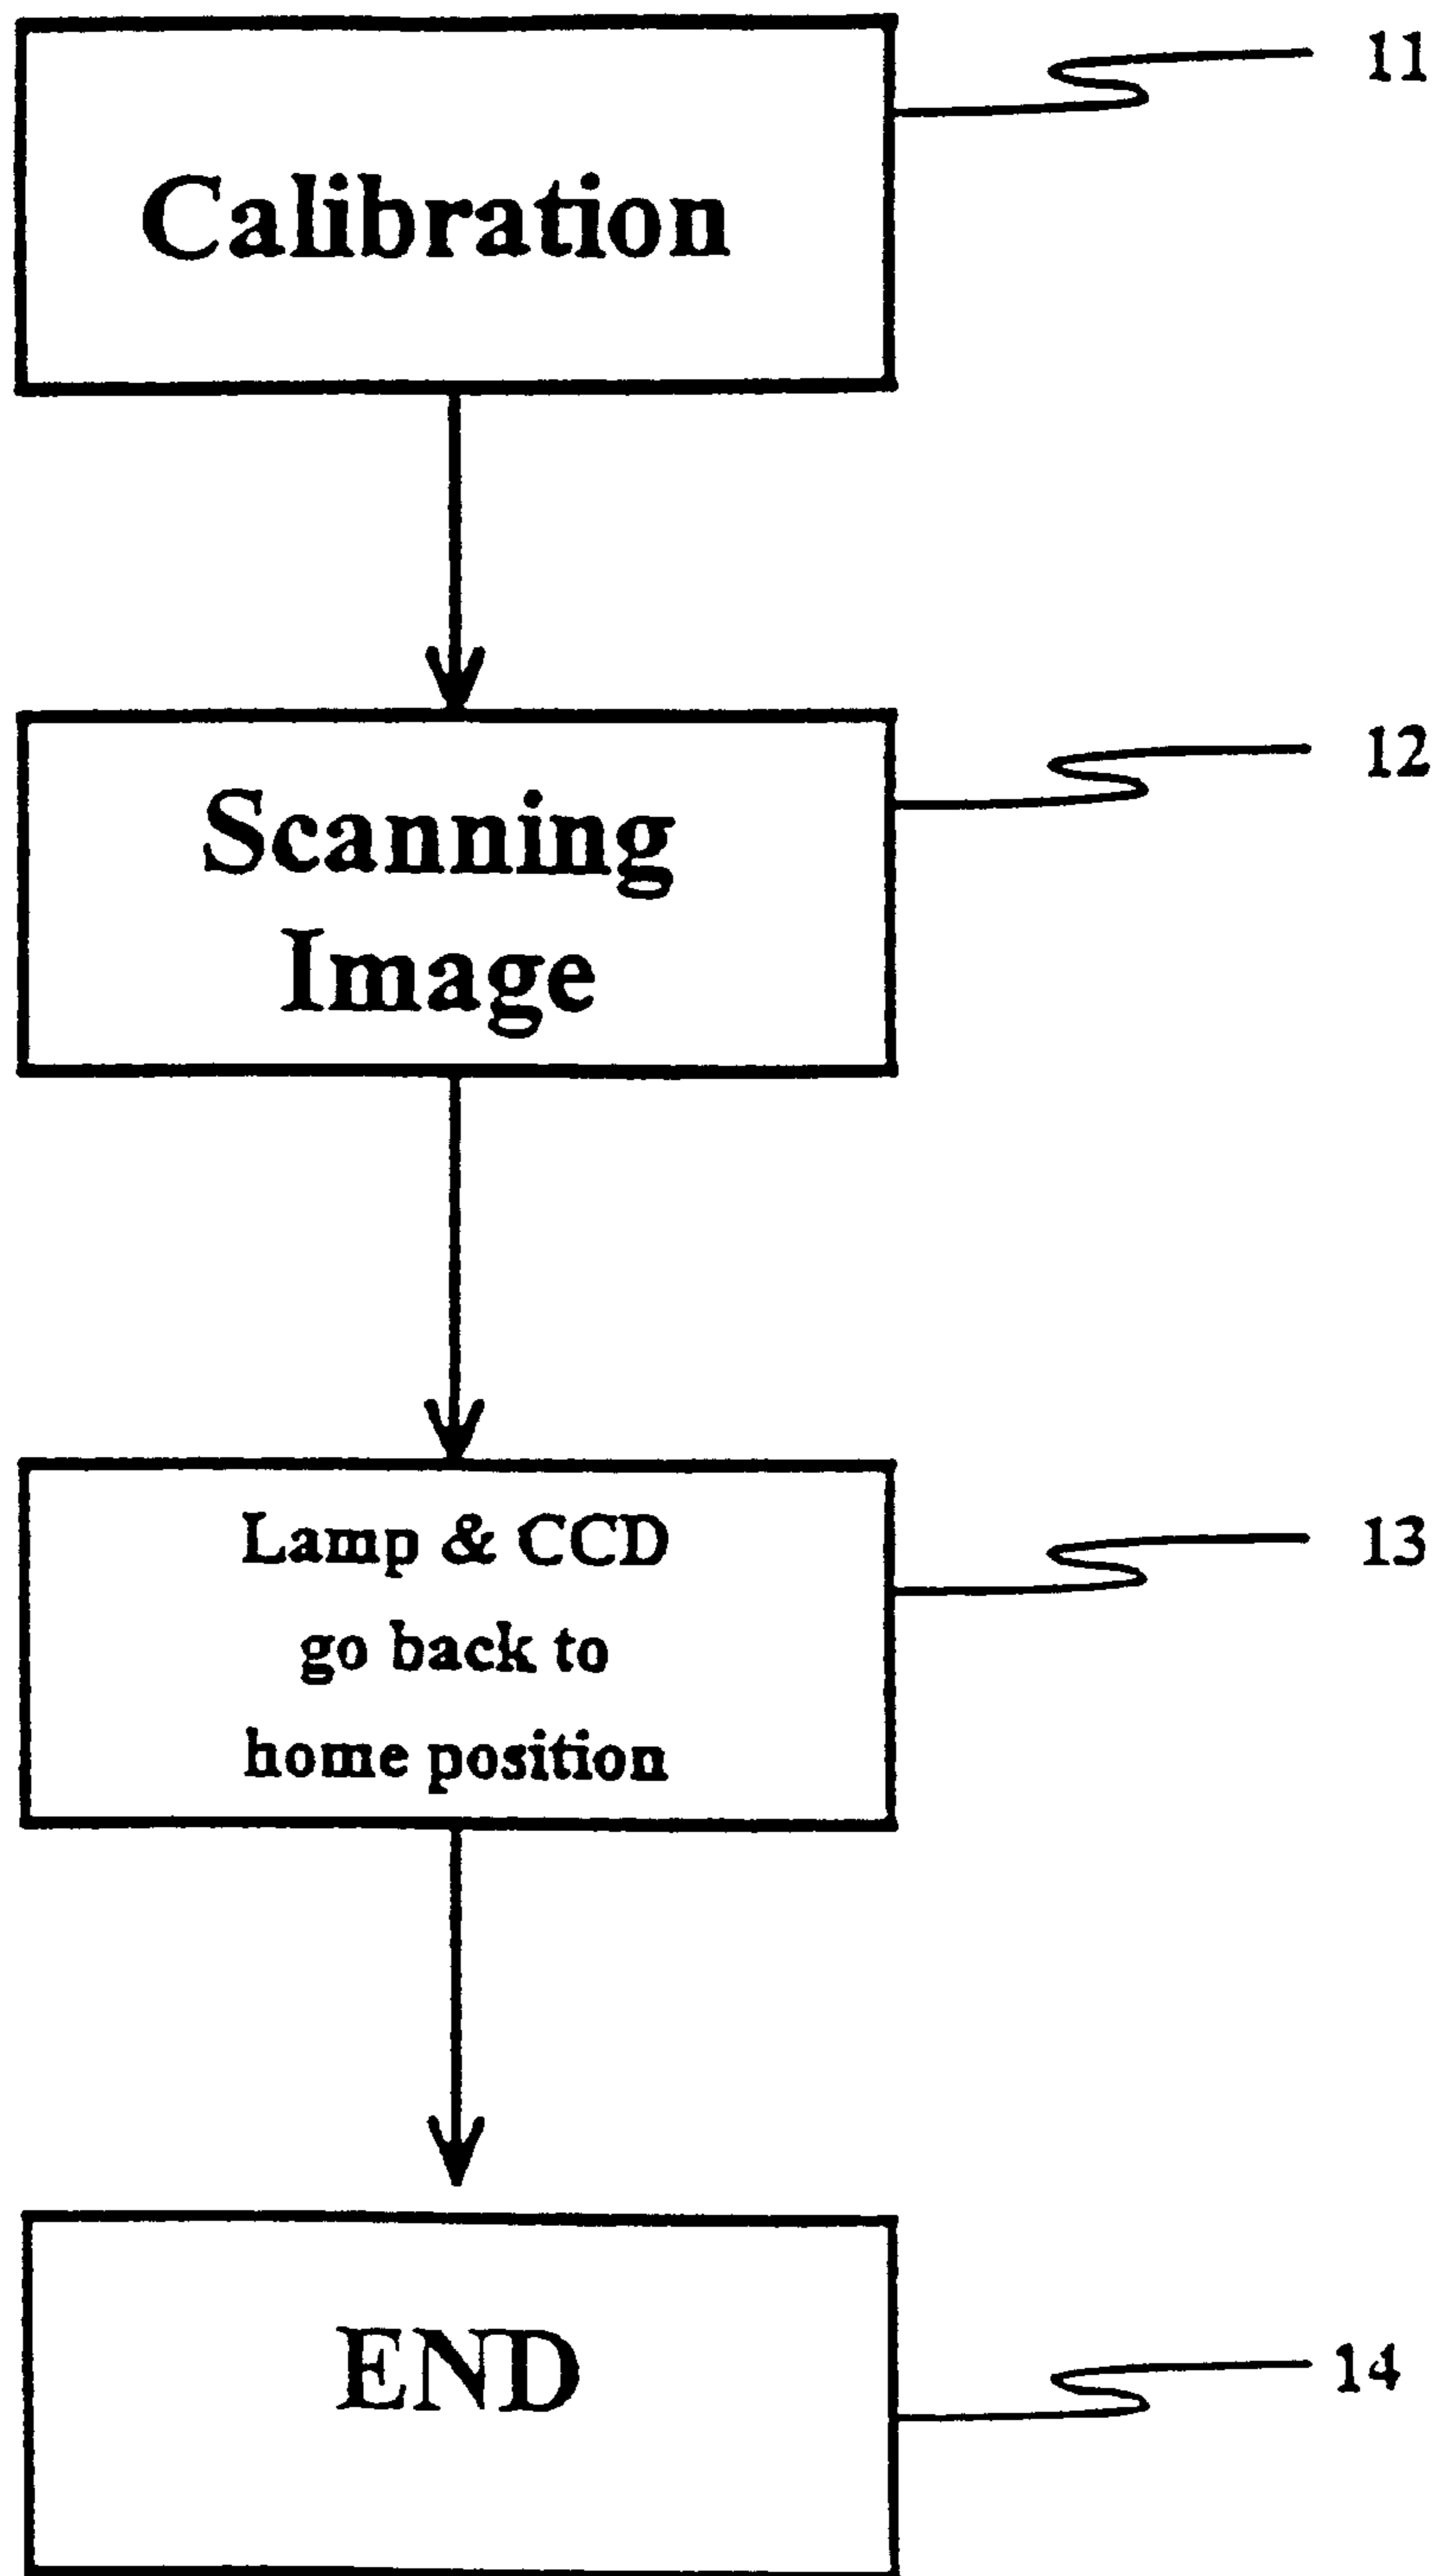 11
Calibration
12
Scanning
Image
Lamp & CCD
13
go back to
home position
END
14